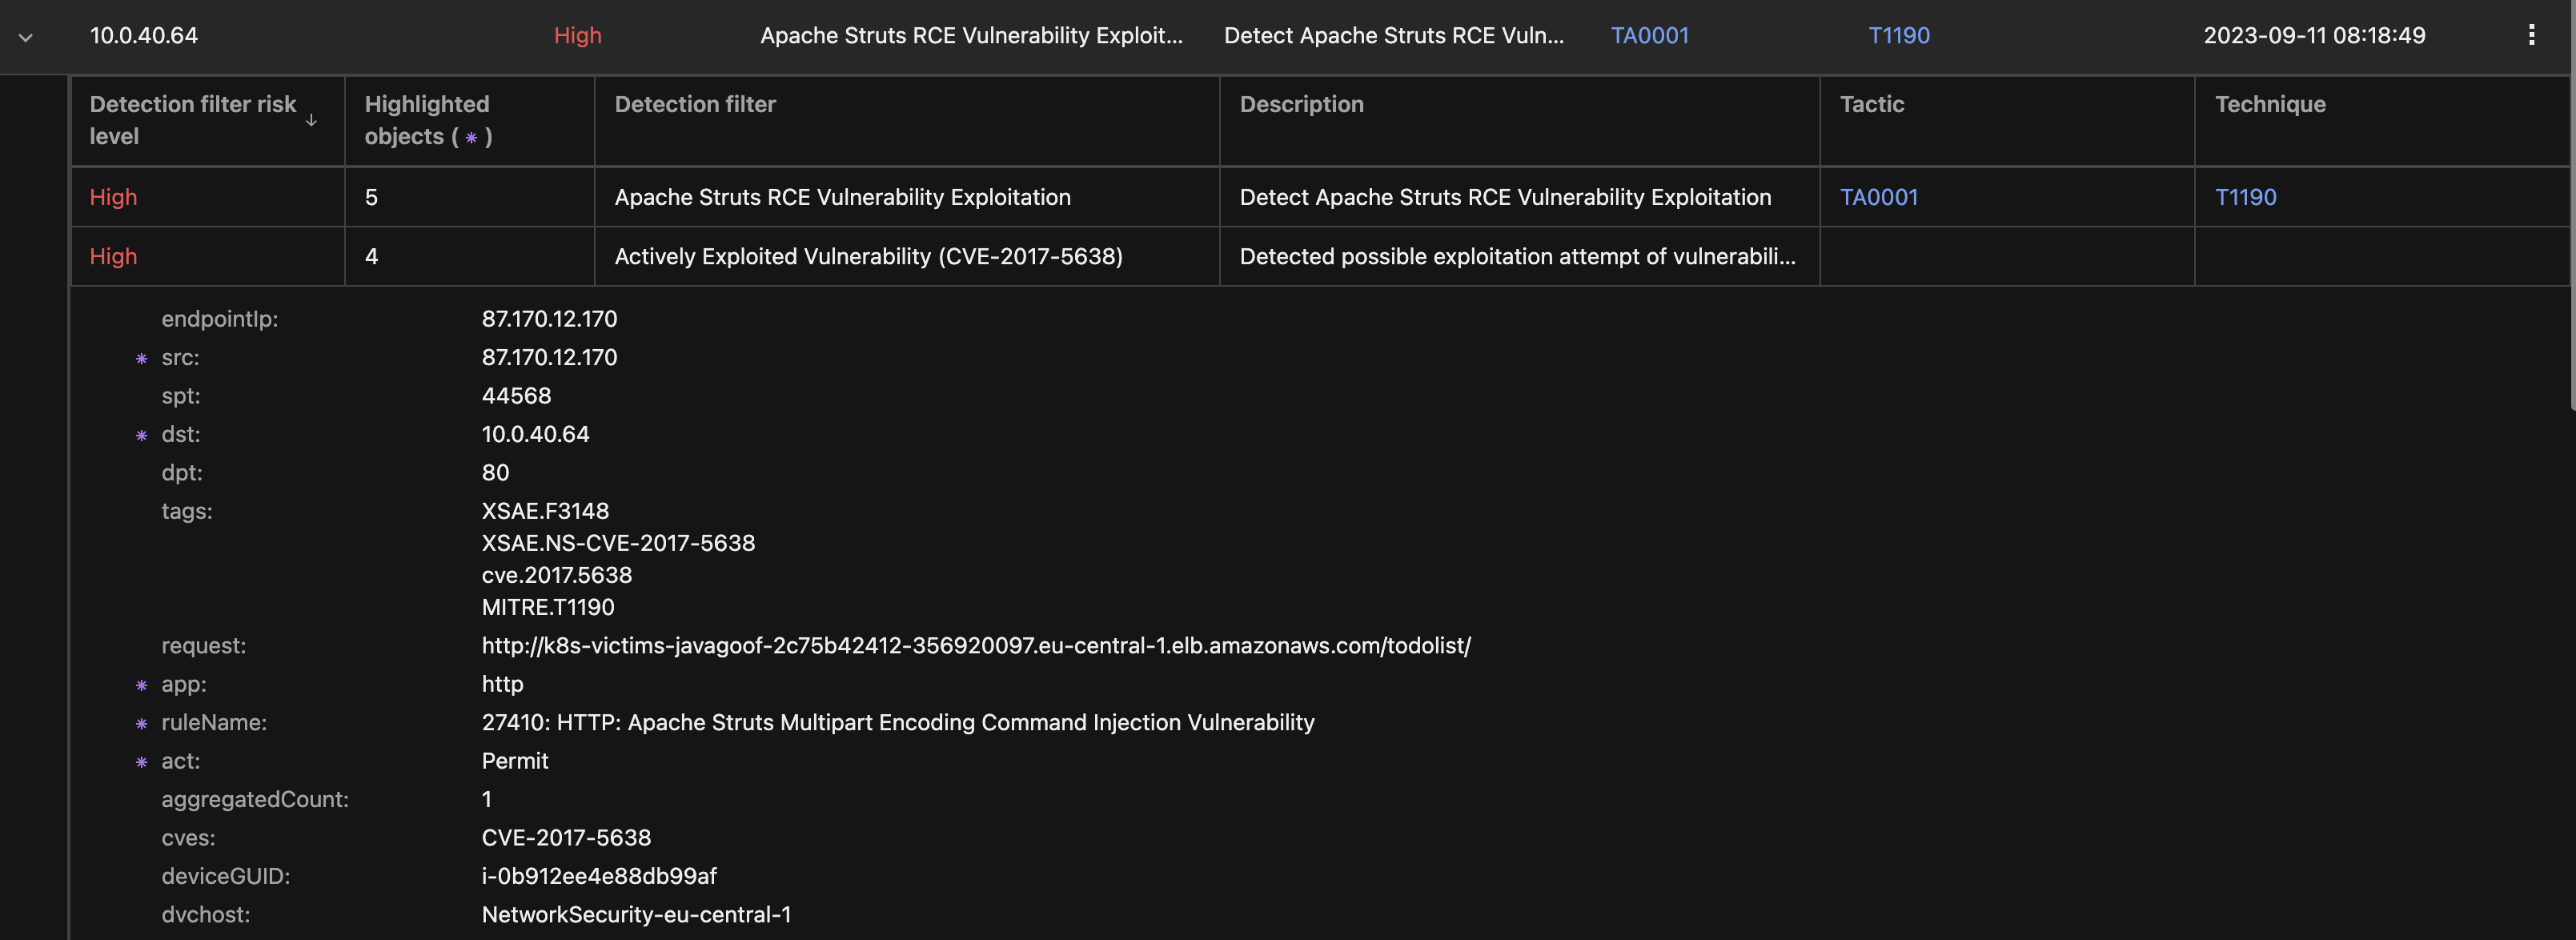 10.0.40.64 High Apache Struts RCE Vulnerability Exploit... Detect Apache Struts RCE Vuln... TA0001 T1190 2023-09-11 08:18:49
Detection filter risk level Highlighted objects ( * ) Detection filter Description Tactic Technique
High 5 Apache Struts RCE Vulnerability Exploitation Detect Apache Struts RCE Vulnerability Exploitation TA0001 T1190
High 4 Actively Exploited Vulnerability (CVE-2017-5638) Detected possible exploitation attempt of vulnerabili...
endpointIp: 87.170.12.170
* src: 87.170.12.170
spt: 44568
* dst: 10.0.40.64
dpt: 80
tags: XSAE.F3148
XSAE.NS-CVE-2017-5638
cve.2017.5638
MITRE.T1190
request: http://k8s-victims-javagoof-2c75b42412-356920097.eu-central-1.elb.amazonaws.com/todolist/
* app: http
* ruleName: 27410: HTTP: Apache Struts Multipart Encoding Command Injection Vulnerability
* act: Permit
aggregatedCount: 1
cves: CVE-2017-5638
deviceGUID: i-0b912ee4e88db99af
dvchost: NetworkSecurity-eu-central-1